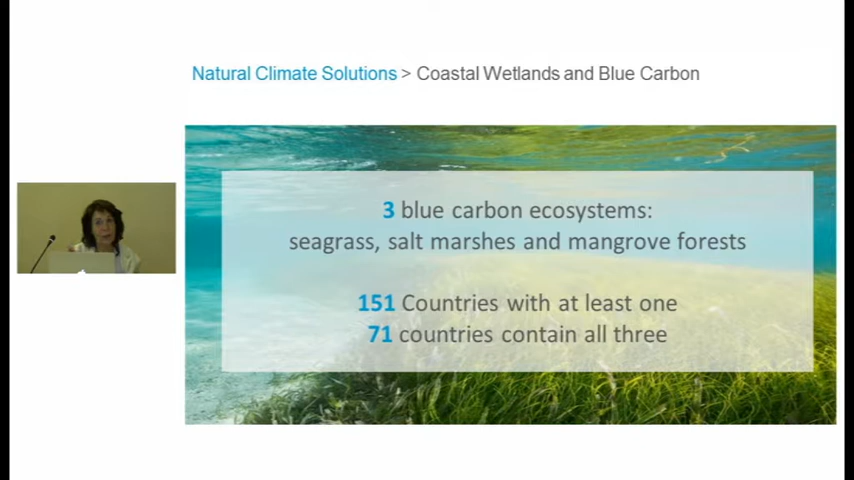 Natural Climate Solutions > Coastal Wetlands and Blue Carbon
3 blue carbon ecosystems:
seagrass, salt marshes and mangrove forests
151 Countries with at least one
71 countries contain all three